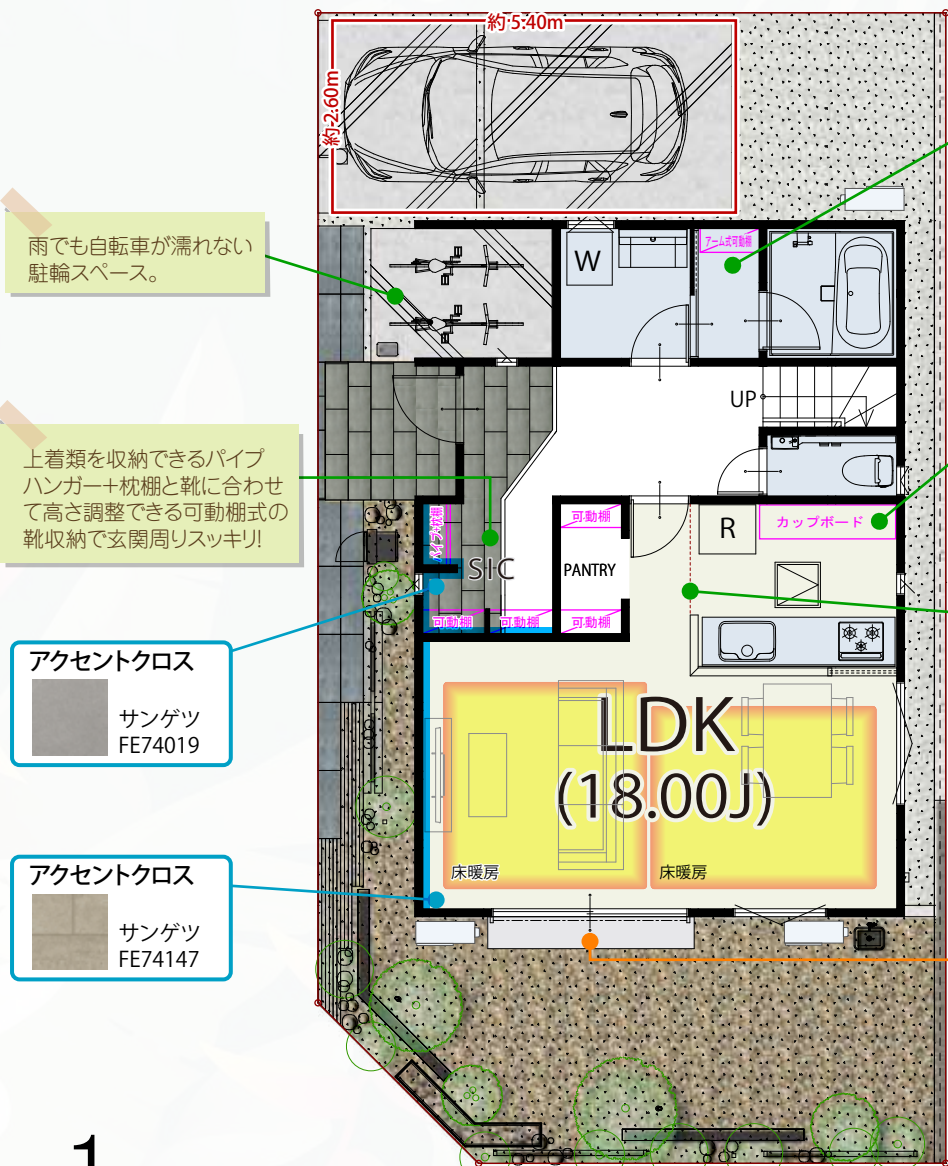 約 5.40m
約 2.60m
雨でも自転車が濡れない
駐輪スペース。
アーム式可動棚
W
UP
上着類を収納できるパイプ
ハンガー+枕棚と靴に合わせ
て高さ調整できる可動棚式の
靴収納で玄関周りスッキリ!
可動棚
R
カップボード
SIC
PANTRY
可動棚
可動棚
可動棚
アクセントクロス
サンゲツ
FE74019
LDK
(18.00J)
床暖房
床暖房
アクセントクロス
サンゲツ
FE74147
1